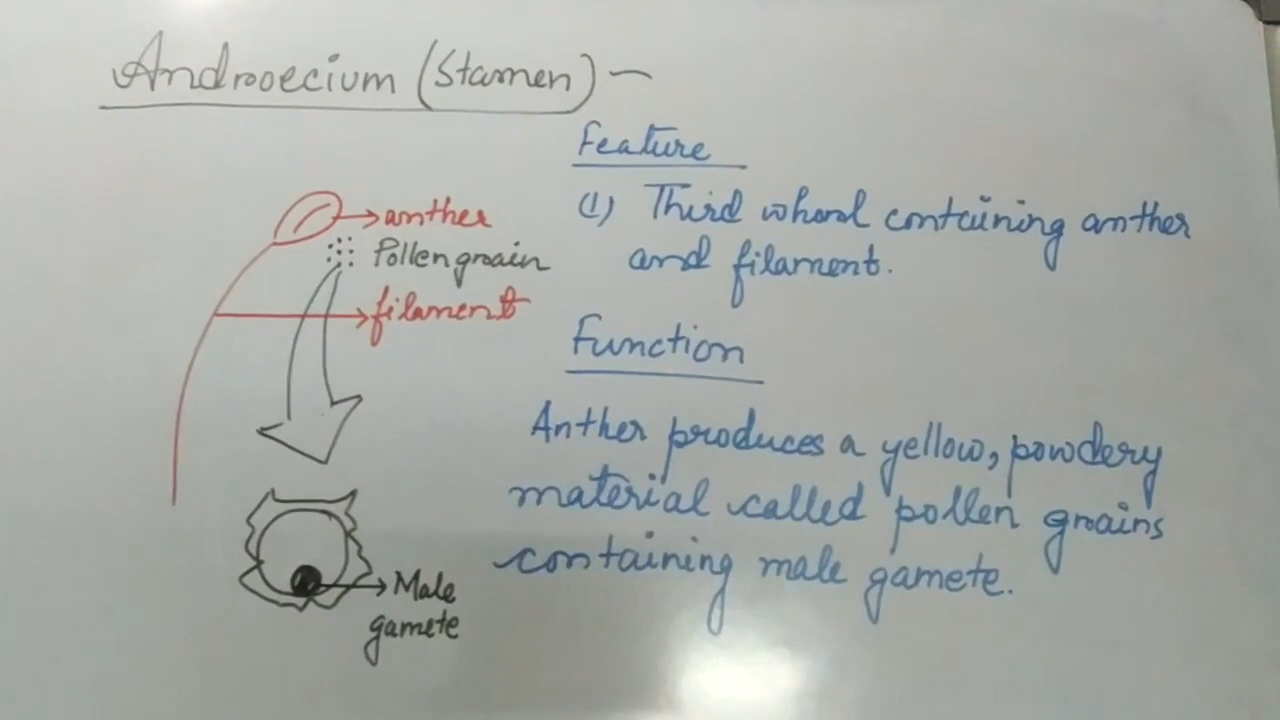 Androecium (Stamen) —
anther
Pollen grain
filament
Male
gamete
Feature
(1) Third whorl containing anther
and filament.
Function
Anther produces a yellow, powdery
material called pollen grains
containing male gamete.